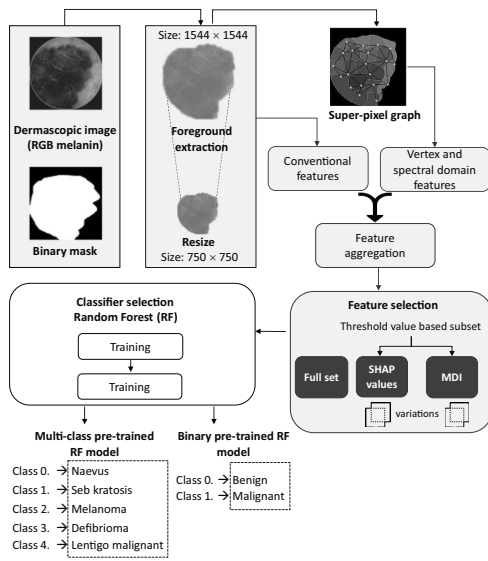 Size: 1544 × 1544
Dermascopic image
(RGB melanin)
Binary mask
Foreground
extraction
Resize
Size: 750 × 750
Super-pixel graph
Conventional
features
Vertex and
spectral domain
features
Feature
aggregation
Feature selection
Threshold value based subset
Full set
SHAP
values
MDI
variations
Classifier selection
Random Forest (RF)
Training
Training
Multi-class pre-trained
RF model
Class 0. → Naevus
Class 1. → Seb kratosis
Class 2. → Melanoma
Class 3. → Defibrioma
Class 4. → Lentigo malignant
Binary pre-trained RF
model
Class 0. → Benign
Class 1. → Malignant